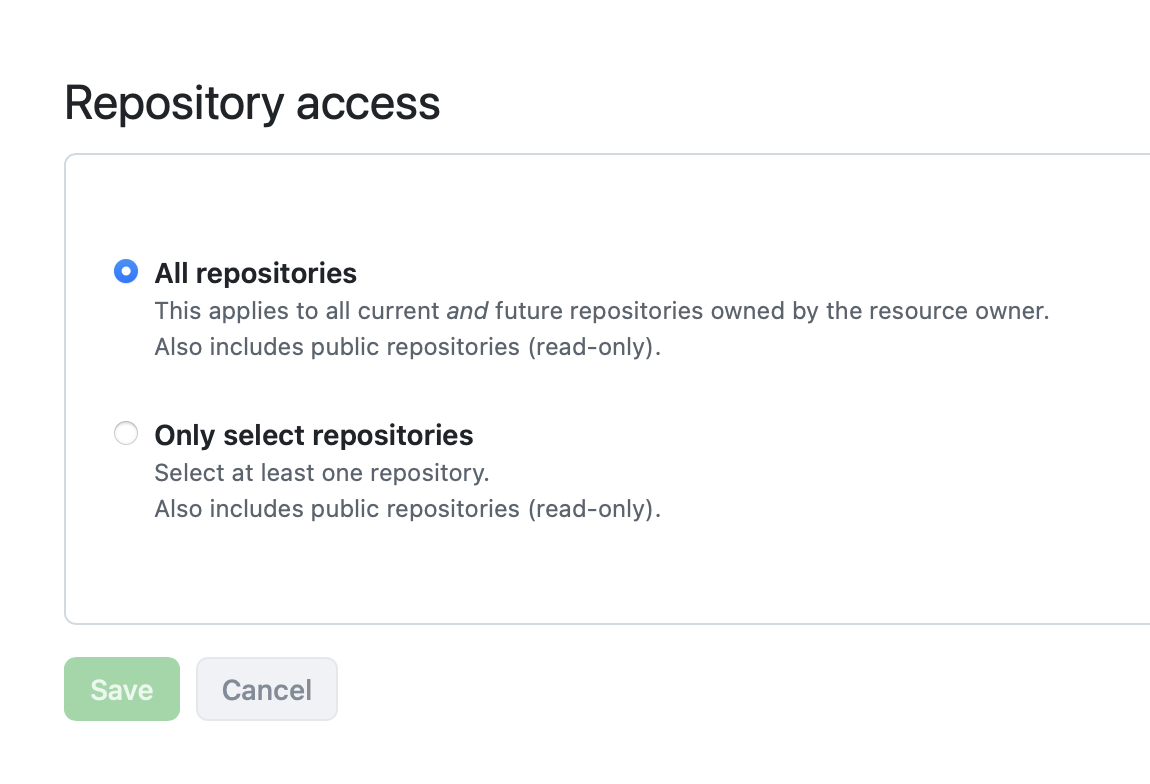 Repository access
All repositories
This applies to all current and future repositories owned by the resource owner.
Also includes public repositories (read-only).
Only select repositories
Select at least one repository.
Also includes public repositories (read-only).
Save
Cancel